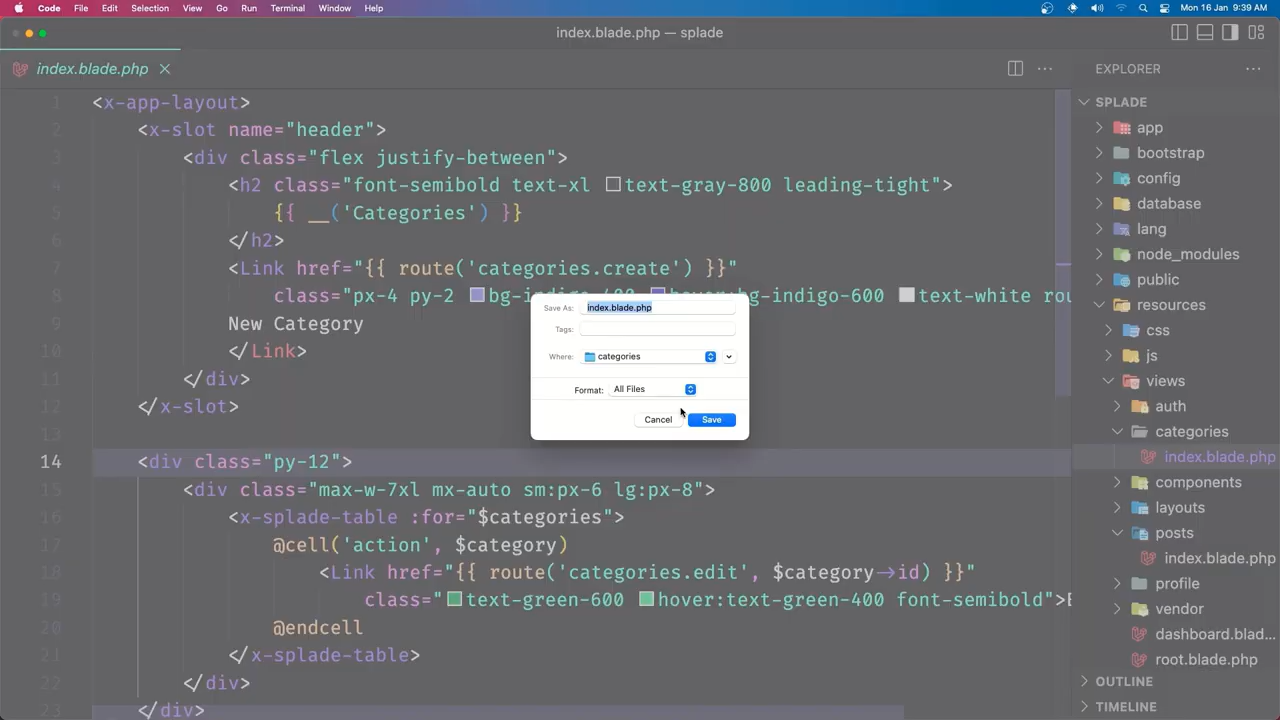 Code File Edit Selection View Go Run Terminal Window Help Mon 16 Jan 9:39 AM
index.blade.php — splade
index.blade.php
EXPLORER
SPLADE
app
bootstrap
config
database
lang
node_modules
public
resources
css
js
views
auth
categories
index.blade.php
components
layouts
posts
index.blade.php
profile
vendor
dashboard.blad...
root.blade.php
OUTLINE
TIMELINE
1 <x-app-layout>
2 <x-slot name="header">
3 <div class="flex justify-between">
4 <h2 class="font-semibold text-xl text-gray-800 leading-tight">
5 {{ __('Categories') }}
6 </h2>
7 <Link href="{{ route('categories.create') }}"
8 class="px-4 py-2 bg-indigo-400 hover:bg-indigo-600 text-white rou
9 New Category
10 </Link>
11 </div>
12 </x-slot>
13
14 <div class="py-12">
15 <div class="max-w-7xl mx-auto sm:px-6 lg:px-8">
16 <x-splade-table :for="$categories">
17 @cell('action', $category)
18 <Link href="{{ route('categories.edit', $category->id) }}"
19 class="text-green-600 hover:text-green-400 font-semibold">E
20 @endcell
21 </x-splade-table>
22 </div>
23 </div>
Save As: index.blade.php
Tags:
Where: categories
Format: All Files
Cancel Save